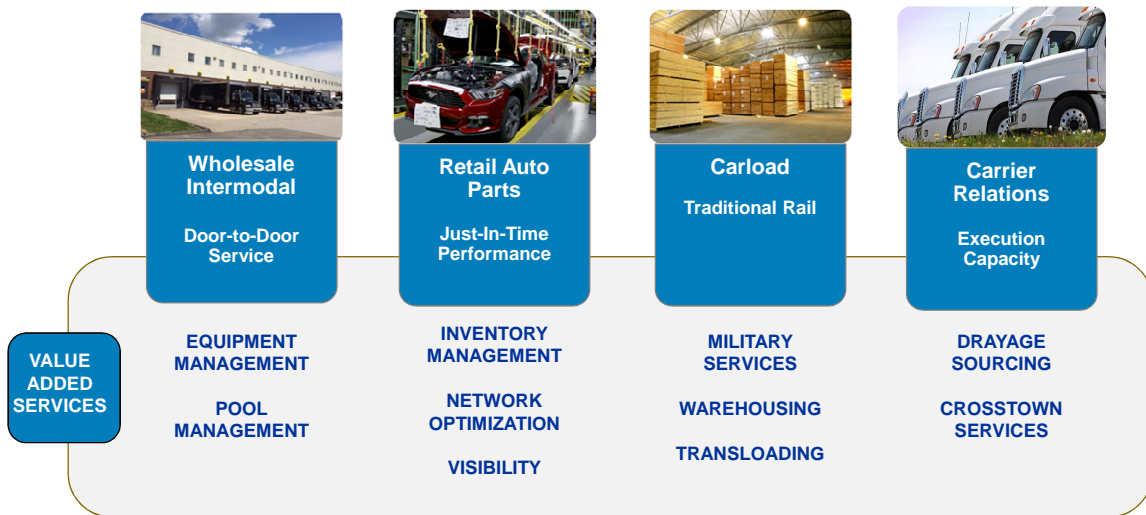 Wholesale
Intermodal
Door-to-Door
Service
Retail Auto
Parts
Just-In-Time
Performance
Carload
Traditional Rail
Carrier
Relations
Execution
Capacity
VALUE
ADDED
SERVICES
EQUIPMENT
MANAGEMENT
POOL
MANAGEMENT
INVENTORY
MANAGEMENT
NETWORK
OPTIMIZATION
VISIBILITY
MILITARY
SERVICES
WAREHOUSING
TRANSLOADING
DRAYAGE
SOURCING
CROSSTOWN
SERVICES